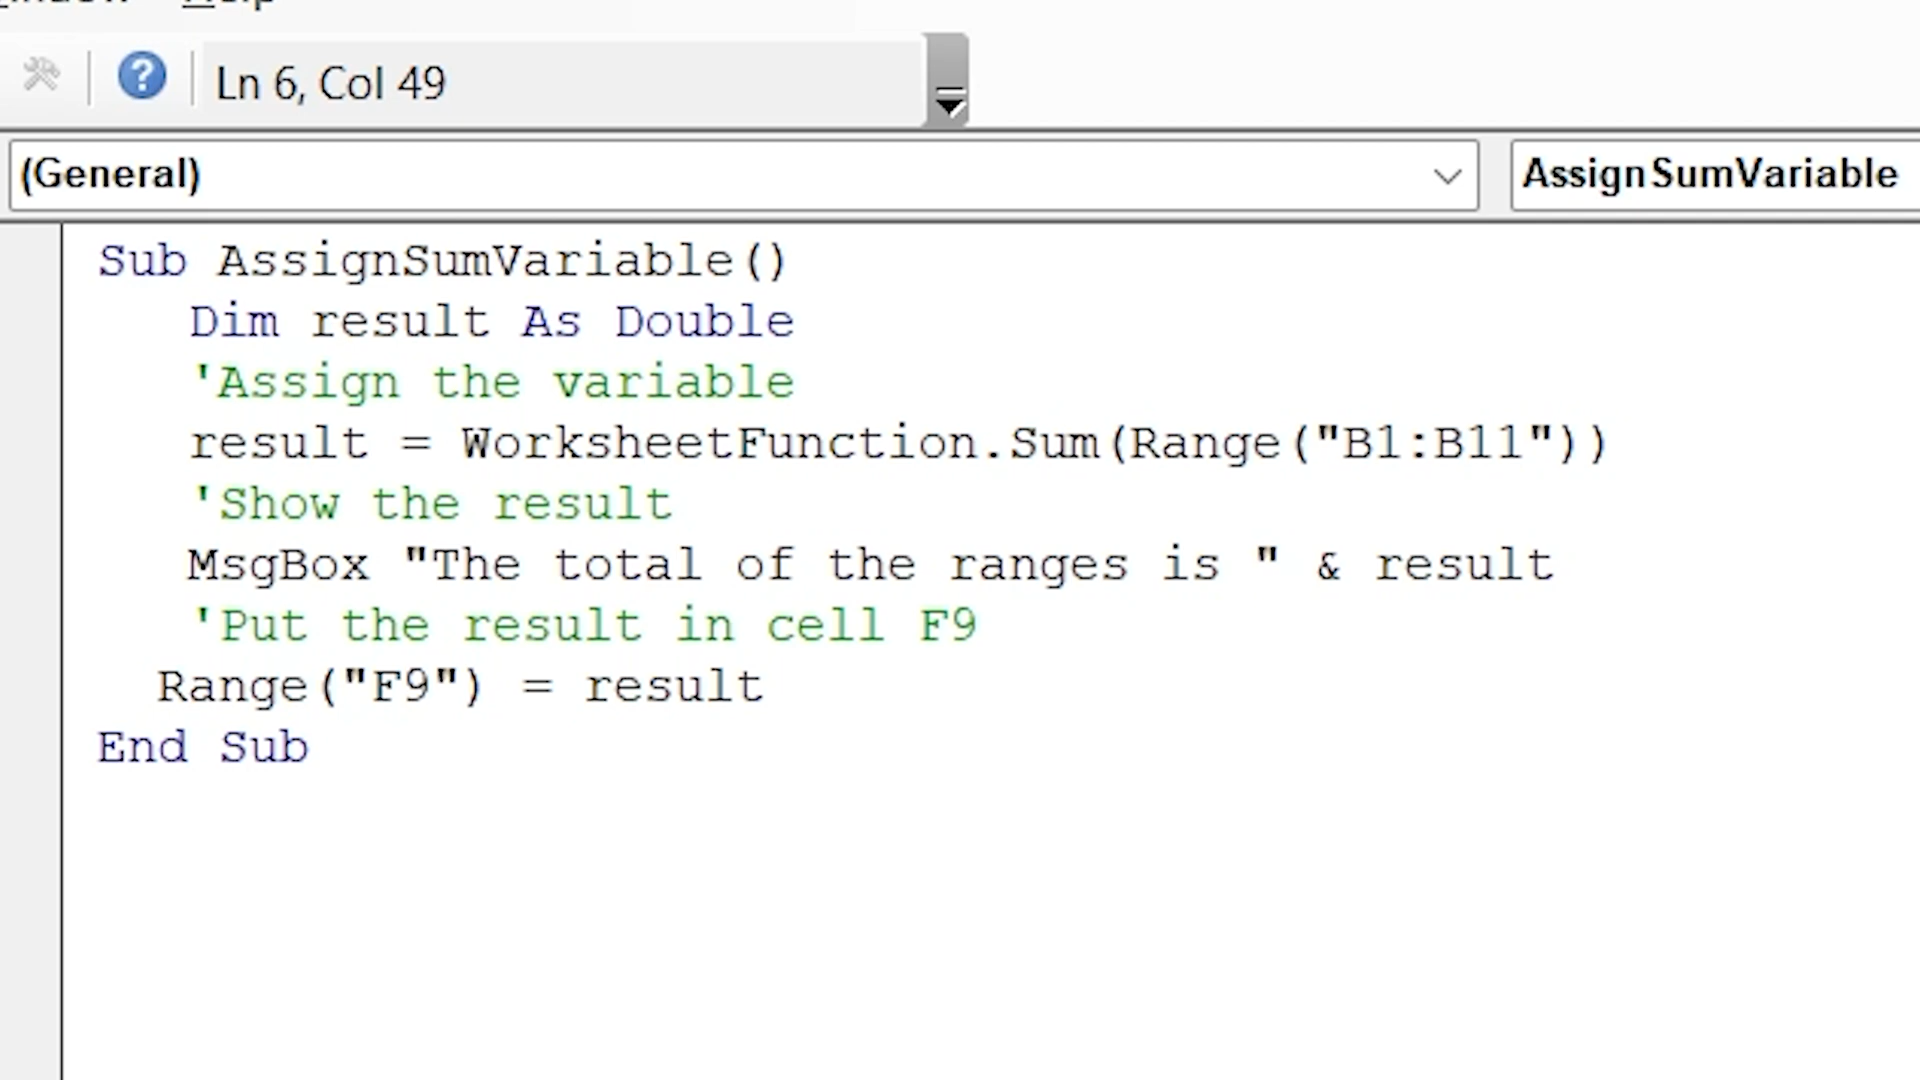 Ln 6, Col 49
(General)
AssignSumVariable
Sub AssignSumVariable()
Dim result As Double
'Assign the variable
result = WorksheetFunction.Sum(Range("B1:B11"))
'Show the result
MsgBox "The total of the ranges is " & result
'Put the result in cell F9
Range("F9") = result
End Sub